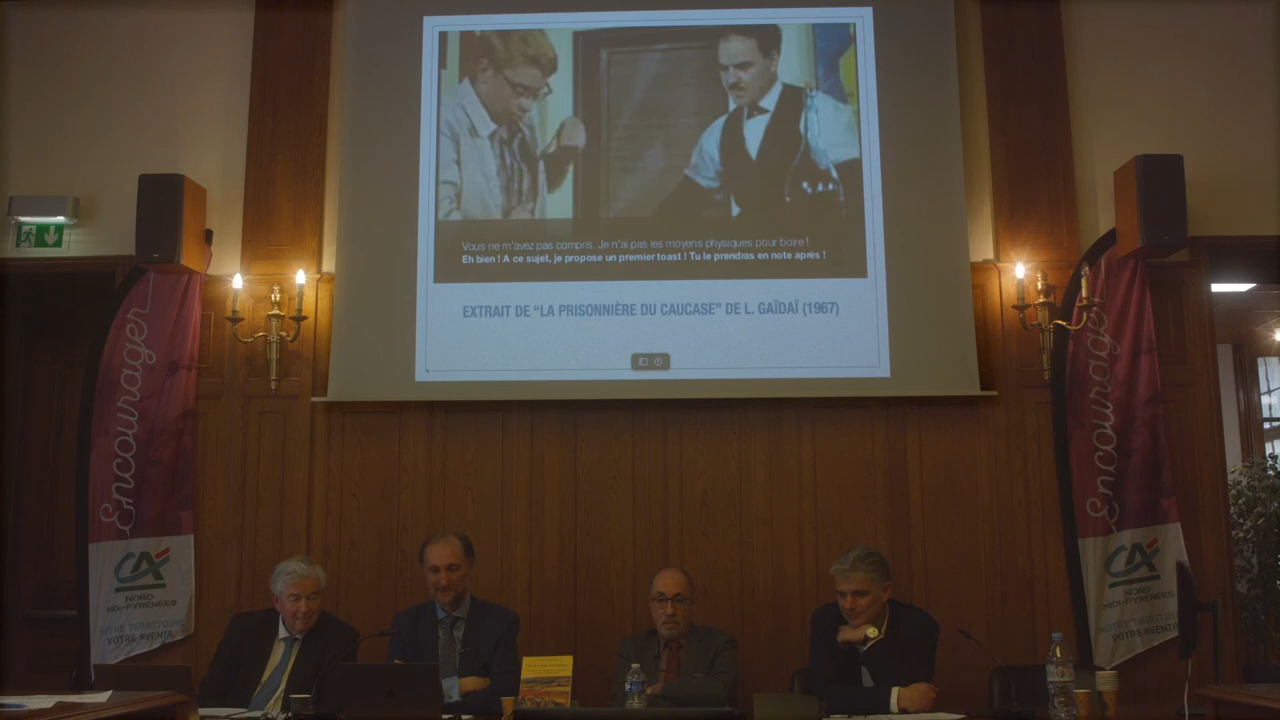 Vous ne m'avez pas compris. Je n'ai pas les moyens physiques pour boire !
Eh bien ! A ce sujet, je propose un premier toast ! Tu le prendras en note après !
EXTRAIT DE “LA PRISONNIÈRE DU CAUCASE” DE L. GAÏDAÏ (1967)
Encourager
CA
NORD
MIDI-PYRÉNÉES
NOTRE TERRITOIRE
VOTRE AVENIR
Encourager
CA
NORD
MIDI-PYRÉNÉES
NOTRE TERRITOIRE
VOTRE AVENIR